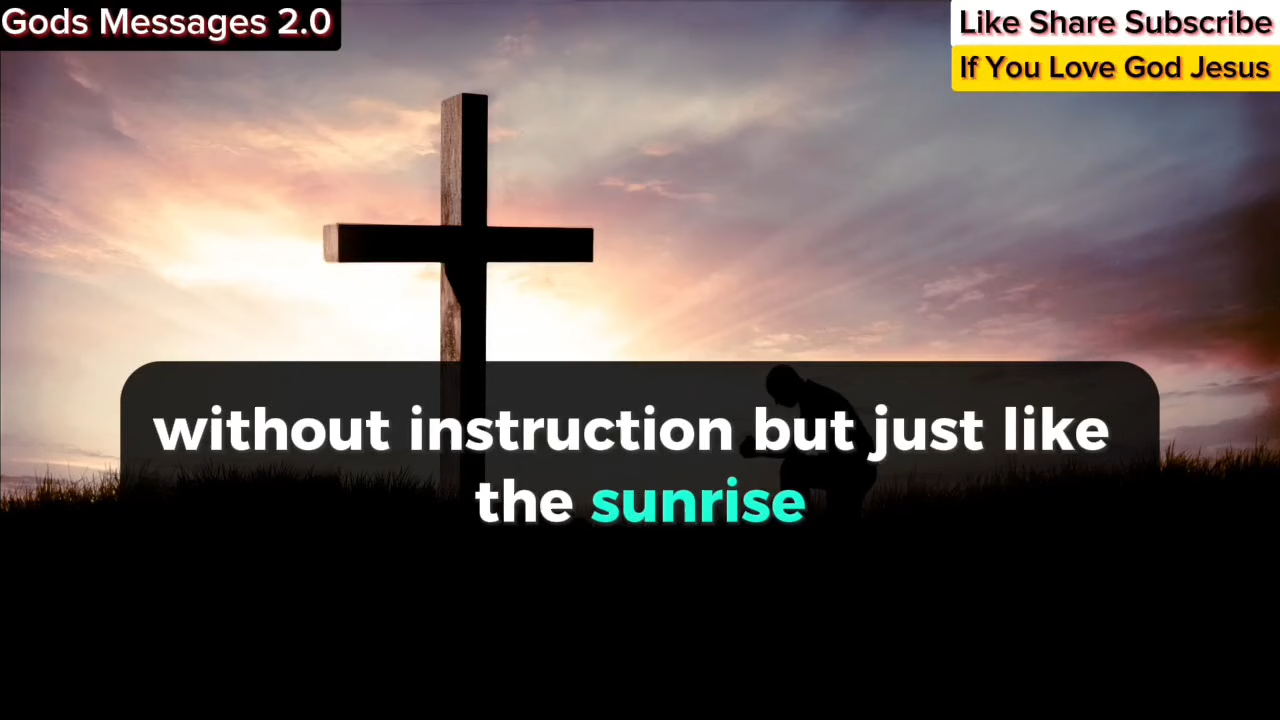 Gods Messages 2.0
Like Share Subscribe
If You Love God Jesus
without instruction but just like
the sunrise